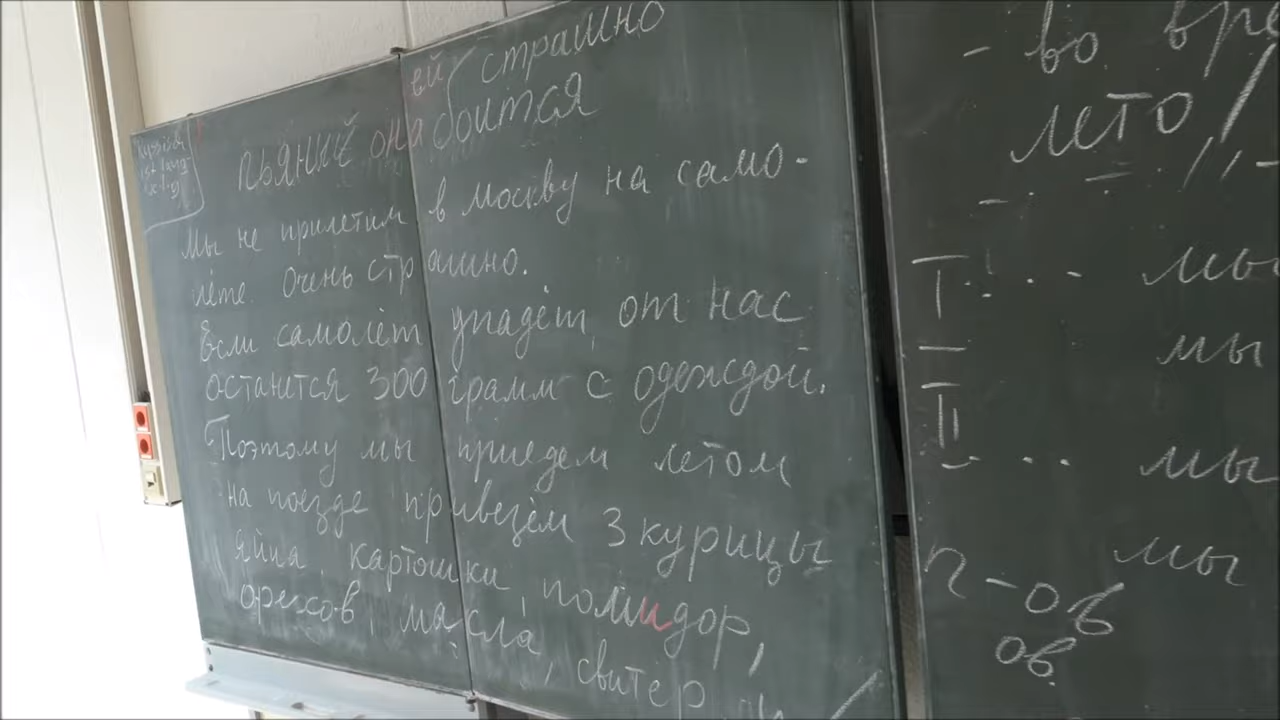 ей страшно
пьяный она боится
Мы не прилетим в Москву на само-
лёте. Очень страшно.
Если самолёт упадёт, от нас
останется 300 грамм с одеждой.
Поэтому мы приедем летом
на поезде привезём 3 курицы
яйца, картошки, помидор,
орехов, масла, свитер
- во вре
лето/
I мы
мы
II мы
мы
-ов
ов